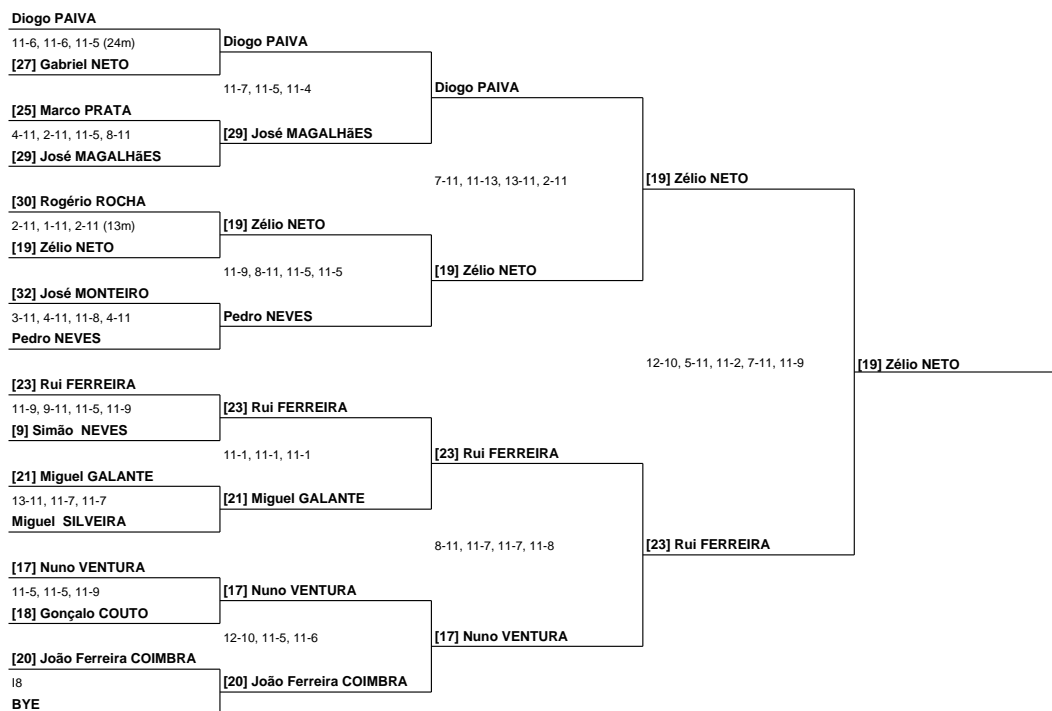 Diogo PAIVA
11-6, 11-6, 11-5 (24m)
[27] Gabriel NETO
[25] Marco PRATA
4-11, 2-11, 11-5, 8-11
[29] José MAGALHãES
[30] Rogério ROCHA
2-11, 1-11, 2-11 (13m)
[19] Zélio NETO
[32] José MONTEIRO
3-11, 4-11, 11-8, 4-11
Pedro NEVES
[23] Rui FERREIRA
11-9, 9-11, 11-5, 11-9
[9] Simão NEVES
[21] Miguel GALANTE
13-11, 11-7, 11-7
Miguel SILVEIRA
[17] Nuno VENTURA
11-5, 11-5, 11-9
[18] Gonçalo COUTO
[20] João Ferreira COIMBRA
I8
BYE
Diogo PAIVA
11-7, 11-5, 11-4
[29] José MAGALHãES
[19] Zélio NETO
11-9, 8-11, 11-5, 11-5
Pedro NEVES
[23] Rui FERREIRA
11-1, 11-1, 11-1
[21] Miguel GALANTE
[17] Nuno VENTURA
12-10, 11-5, 11-6
[20] João Ferreira COIMBRA
Diogo PAIVA
7-11, 11-13, 13-11, 2-11
[19] Zélio NETO
[23] Rui FERREIRA
8-11, 11-7, 11-7, 11-8
[17] Nuno VENTURA
[19] Zélio NETO
12-10, 5-11, 11-2, 7-11, 11-9
[23] Rui FERREIRA
[19] Zélio NETO